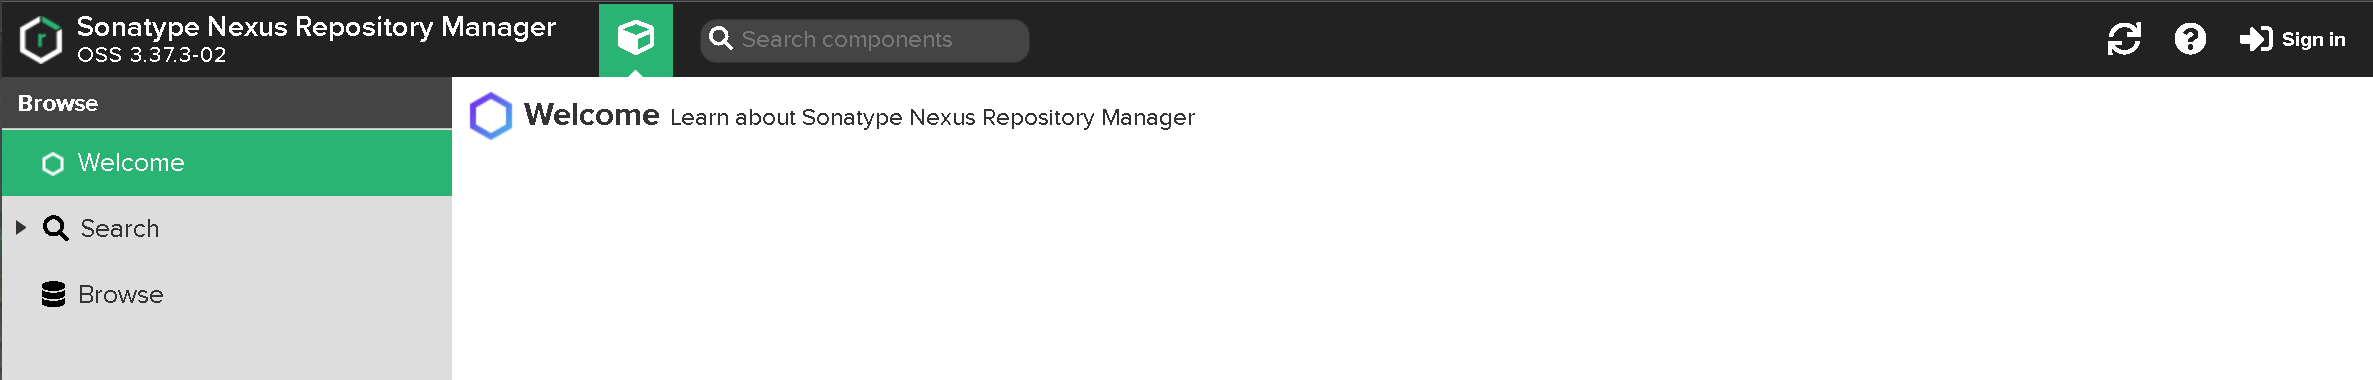 Sonatype Nexus Repository Manager
OSS 3.37.3-02
Search components
Sign in
Browse
Welcome
Search
Browse
Welcome Learn about Sonatype Nexus Repository Manager